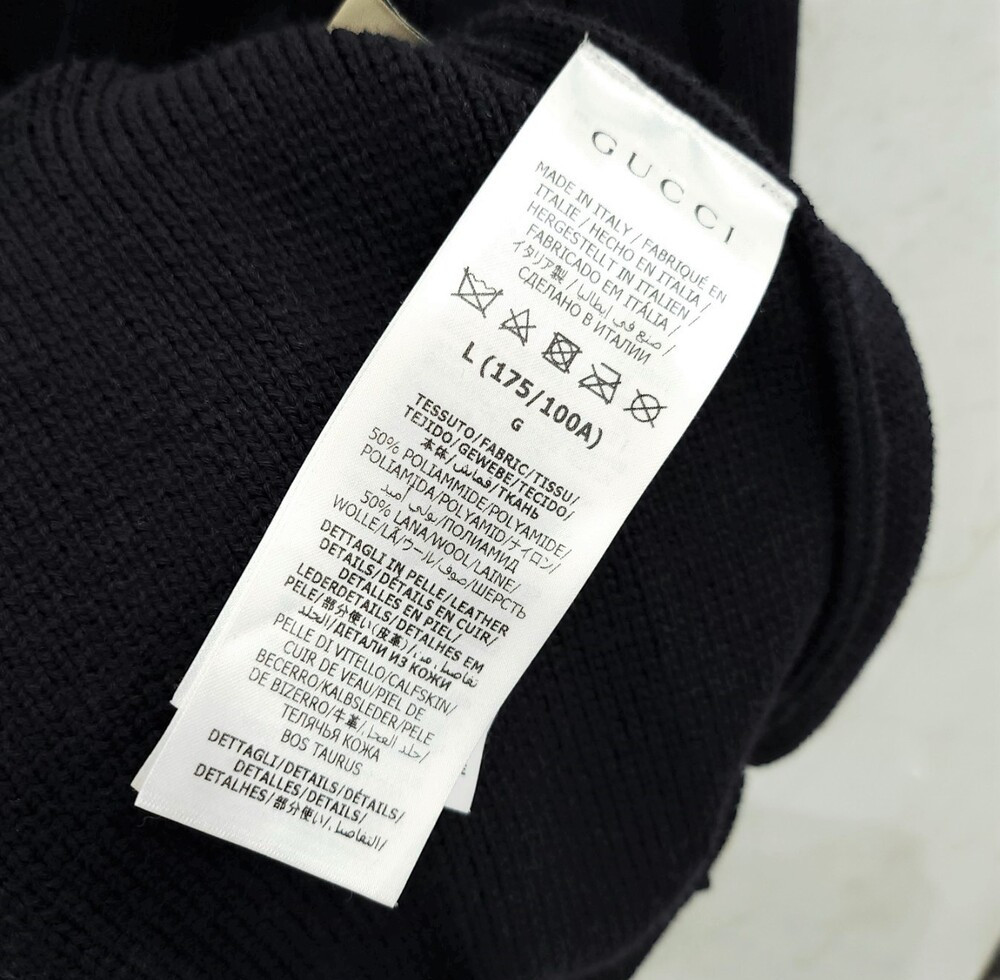 GUCCI
MADE IN ITALY / FABRIQUÉ EN
ITALIE / HECHO EN ITALIA /
HERGESTELLT IN ITALIEN /
FABRICADO EM ITÁLIA /
イタリア製 / صنع في إيطاليا /
СДЕЛАНО В ИТАЛИИ
L (175/100A)
G
TESSUTO/FABRIC/TISSU/
TEJIDO/GEWEBE/TECIDO/
本体/قماش/ТКАНЬ
50% POLIAMMIDE/POLYAMIDE/
POLIAMIDA/POLYAMID/ナイロン/
بولي أميد/ПОЛИАМИД
50% LANA/WOOL/LAINE/
WOLLE/LÃ/ウール/صوف/ШЕРСТЬ
DETTAGLI IN PELLE/LEATHER
DETAILS/DÉTAILS EN CUIR/
DETALLES EN PIEL/
LEDERDETAILS/DETALHES EM
PELE/部分使い(皮革)/تفاصيل من
الجلد/ДЕТАЛИ ИЗ КОЖИ
PELLE DI VITELLO/CALFSKIN/
CUIR DE VEAU/PIEL DE
BECERRO/KALBSLEDER/PELE
DE BIZERRO/牛革/جلد العجل/
ТЕЛЯЧЬЯ КОЖА
BOS TAURUS
DETTAGLI/DETAILS/DÉTAILS/
DETALLES/DETAILS/
DETALHES/部分使い/التفاصيل/